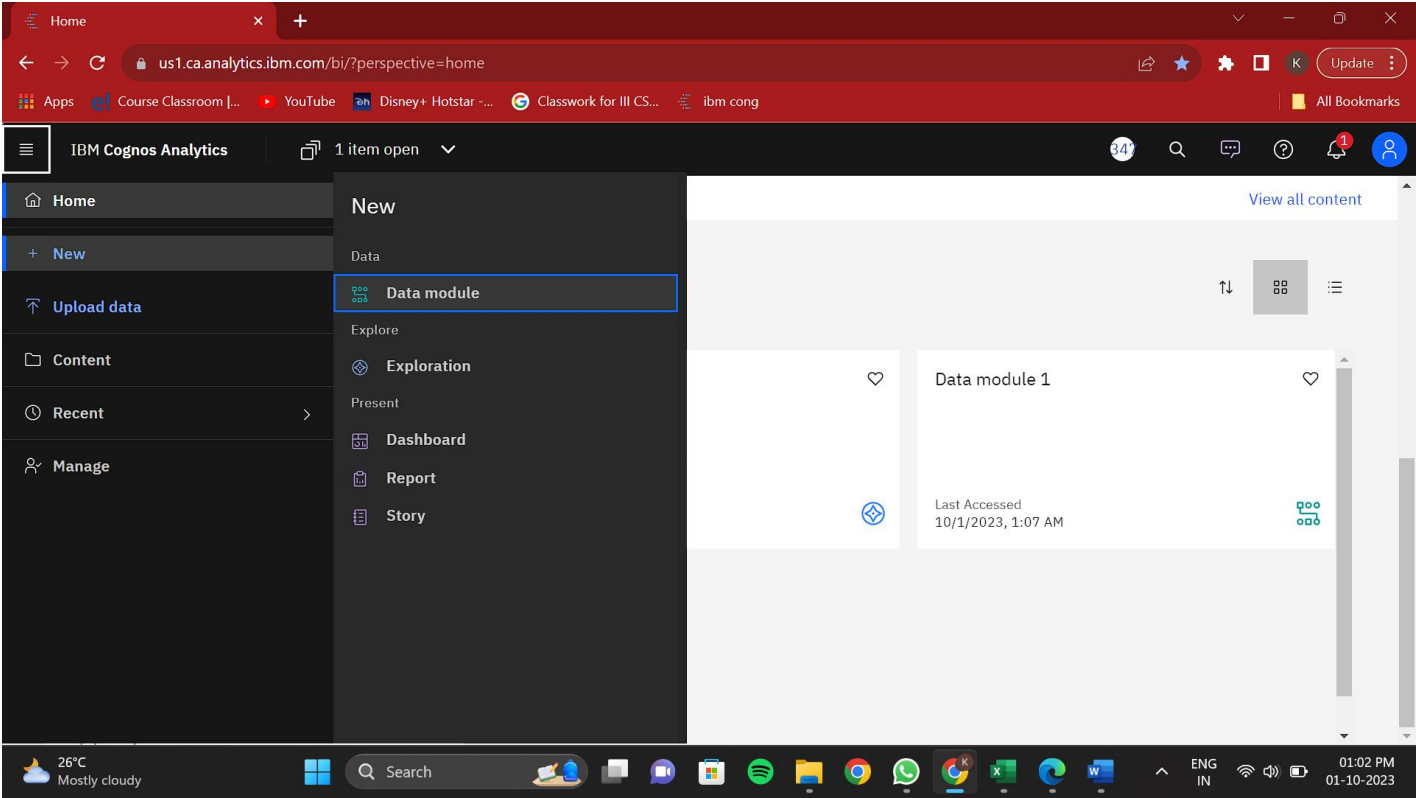 Home
us1.ca.analytics.ibm.com/bi/?perspective=home
K
Update
Apps
Course Classroom |...
YouTube
Disney+ Hotstar -...
Classwork for III CS...
ibm cong
All Bookmarks
IBM Cognos Analytics
1 item open
347
1
Home
New
Upload data
Content
Recent
Manage
New
Data
Data module
Explore
Exploration
Present
Dashboard
Report
Story
View all content
Data module 1
Last Accessed
10/1/2023, 1:07 AM
26°C
Mostly cloudy
Search
K
ENG
IN
01:02 PM
01-10-2023